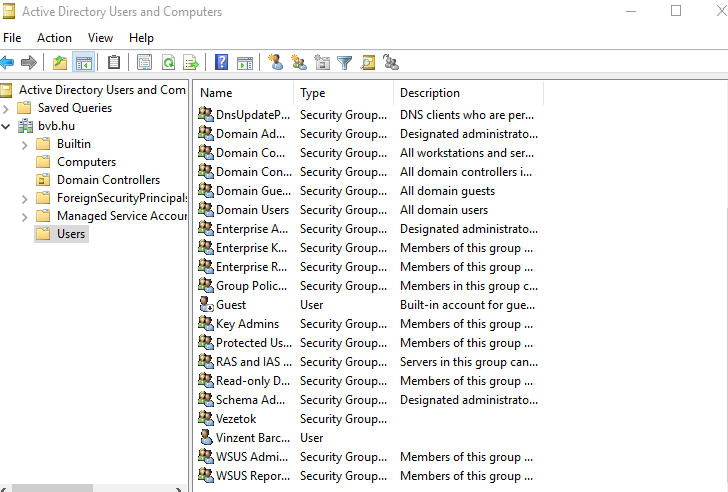 Active Directory Users and Computers
File Action View Help
Active Directory Users and Com
Saved Queries
bvb.hu
Builtin
Computers
Domain Controllers
ForeignSecurityPrincipals
Managed Service Accour
Users
Name Type Description
DnsUpdateP... Security Group... DNS clients who are per...
Domain Ad... Security Group... Designated administrato...
Domain Co... Security Group... All workstations and ser...
Domain Con... Security Group... All domain controllers i...
Domain Gue... Security Group... All domain guests
Domain Users Security Group... All domain users
Enterprise A... Security Group... Designated administrato...
Enterprise K... Security Group... Members of this group ...
Enterprise R... Security Group... Members of this group ...
Group Polic... Security Group... Members in this group c...
Guest User Built-in account for gue...
Key Admins Security Group... Members of this group ...
Protected Us... Security Group... Members of this group ...
RAS and IAS ... Security Group... Servers in this group can...
Read-only D... Security Group... Members of this group ...
Schema Ad... Security Group... Designated administrato...
Vezetok Security Group...
Vinzent Barc... User
WSUS Admi... Security Group... Members of this group ...
WSUS Repor... Security Group... Members of this group ...